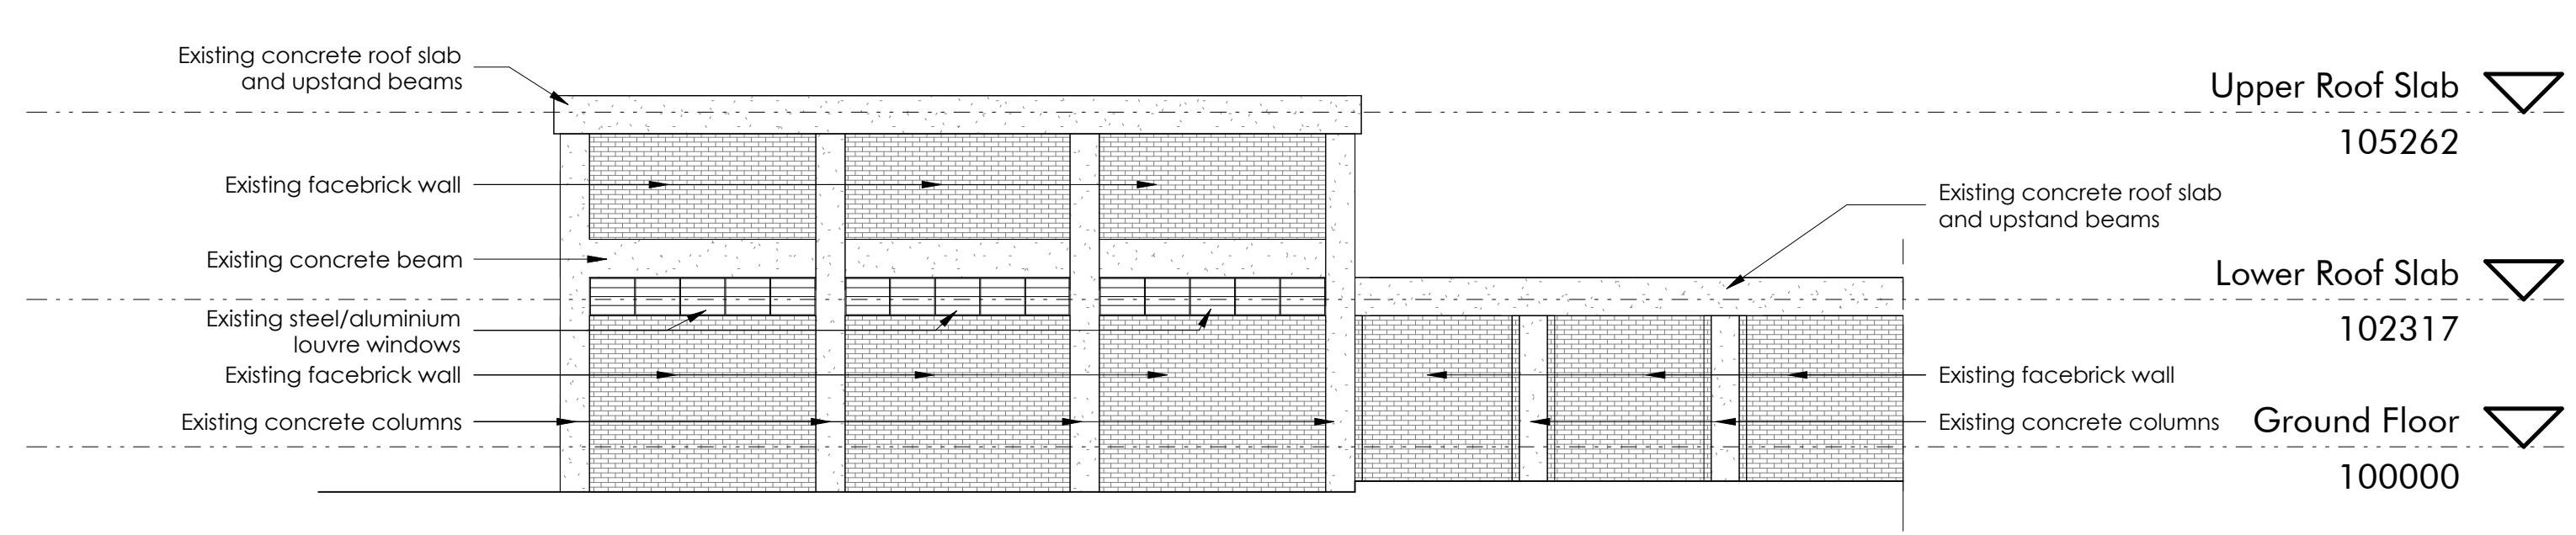 Existing concrete roof slab
and upstand beams
Existing facebrick wall
Existing concrete beam
Existing steel/aluminium
louvre windows
Existing facebrick wall
Existing concrete columns
Existing concrete roof slab
and upstand beams
Existing facebrick wall
Existing concrete columns
Upper Roof Slab
105262
Lower Roof Slab
102317
Ground Floor
100000